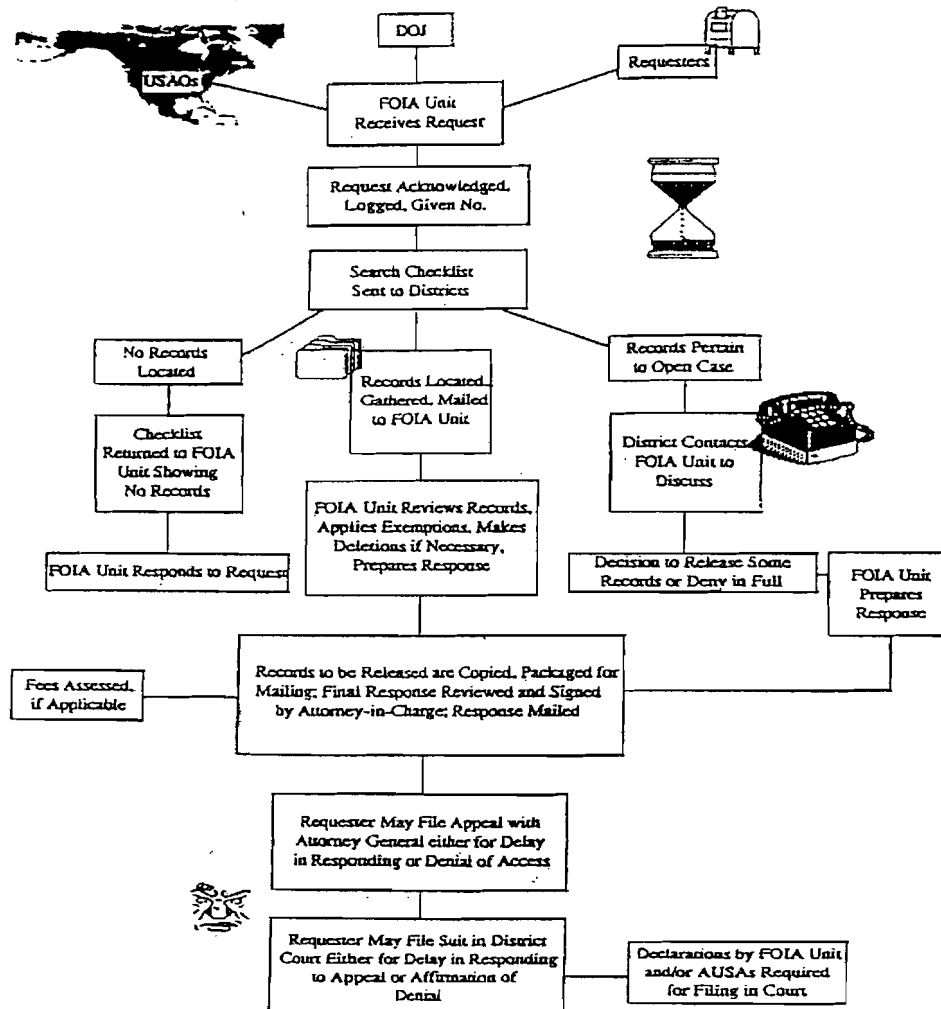 DOJ
Requesters
USAOs
FOIA Unit
Receives Request
Request Acknowledged,
Logged, Given No.
Search Checklist
Sent to Districts
No Records
Located
Records Located,
Gathered, Mailed
to FOIA Unit
Records Pertain
to Open Case
Checklist
Returned to FOIA
Unit Showing
No Records
District Contacts
FOIA Unit to
Discuss
FOIA Unit Reviews Records,
Applies Exemptions, Makes
Deletions if Necessary,
Prepares Response
FOIA Unit Responds to Request
Decision to Release Some
Records or Deny in Full
FOIA Unit
Prepares
Response
Fees Assessed,
if Applicable
Records to be Released are Copied, Packaged for
Mailing; Final Response Reviewed and Signed
by Attorney-in-Charge; Response Mailed
Requester May File Appeal with
Attorney General either for Delay
in Responding or Denial of Access
Requester May File Suit in District
Court Either for Delay in Responding
to Appeal or Affirmation of
Denial
Declarations by FOIA Unit
and/or AUSAs Required
for Filing in Court